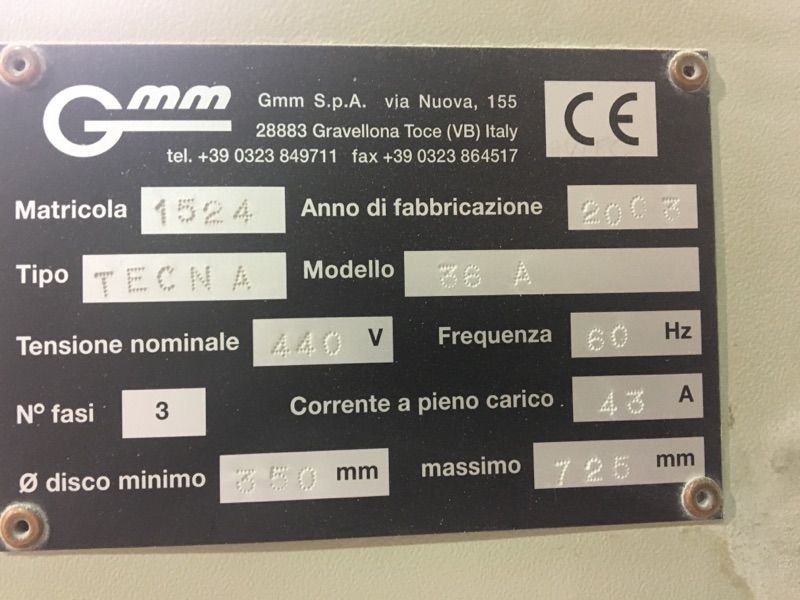 Gmm
Gmm S.p.A. via Nuova, 155
28883 Gravellona Toce (VB) Italy
tel. +39 0323 849711 fax +39 0323 864517
CE
Matricola 1524 Anno di fabbricazione 2003
Tipo TECNA Modello 36 A
Tensione nominale 440 V Frequenza 60 Hz
N° fasi 3 Corrente a pieno carico 43 A
Ø disco minimo 350 mm massimo 725 mm